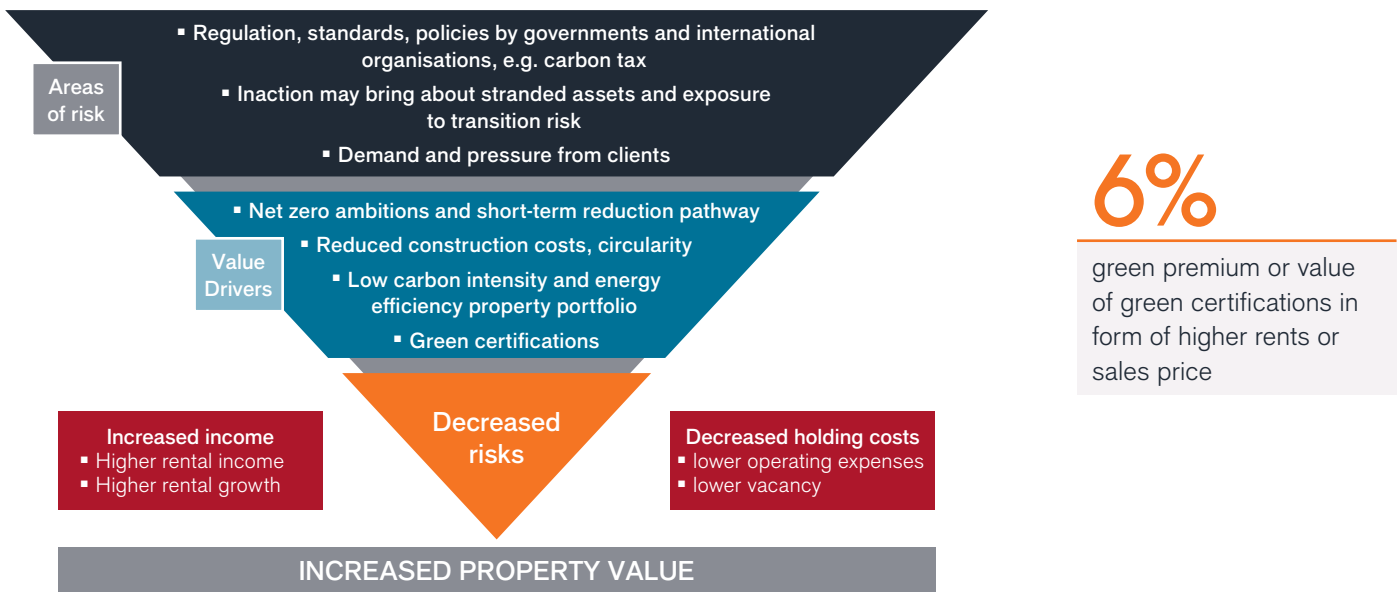 ▪ Regulation, standards, policies by governments and international
organisations, e.g. carbon tax
Areas
of risk
▪ Inaction may bring about stranded assets and exposure
to transition risk
▪ Demand and pressure from clients
▪ Net zero ambitions and short-term reduction pathway
▪ Reduced construction costs, circularity
Value
Drivers
▪ Low carbon intensity and energy
efficiency property portfolio
▪ Green certifications
Decreased
risks
Increased income
▪ Higher rental income
▪ Higher rental growth
Decreased holding costs
▪ lower operating expenses
▪ lower vacancy
INCREASED PROPERTY VALUE
6%
green premium or value
of green certifications in
form of higher rents or
sales price